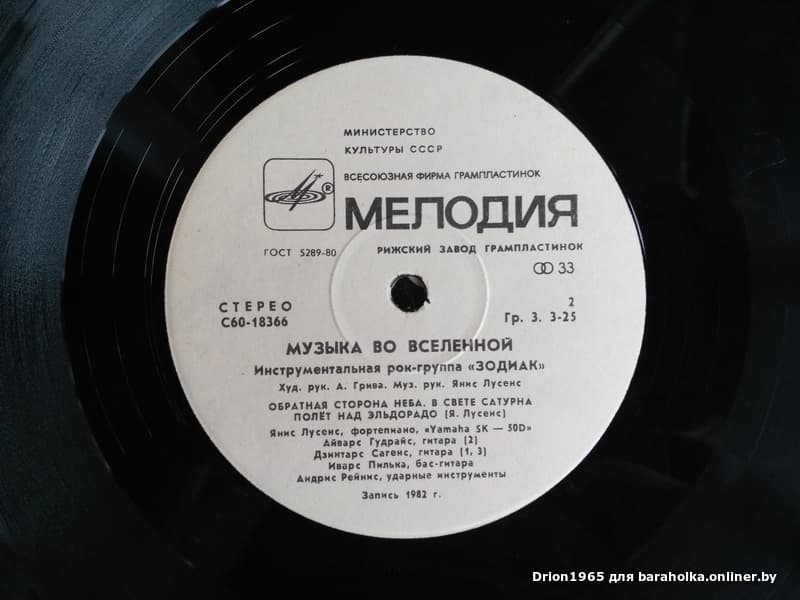 МИНИСТЕРСТВО
КУЛЬТУРЫ СССР
ВСЕСОЮЗНАЯ ФИРМА ГРАМПЛАСТИНОК
®
МЕЛОДИЯ
ГОСТ 5289-80
РИЖСКИЙ ЗАВОД ГРАМПЛАСТИНОК
33
СТЕРЕО
2
С60-18366
Гр. 3. 3-25
МУЗЫКА ВО ВСЕЛЕННОЙ
Инструментальная рок-группа «ЗОДИАК»
Худ. рук. А. Грива. Муз. рук. Янис Лусенс
ОБРАТНАЯ СТОРОНА НЕБА. В СВЕТЕ САТУРНА
ПОЛЁТ НАД ЭЛЬДОРАДО (Я. Лусенс)
Янис Лусенс, фортепиано, «Yamaha SK — 50D»
Айварс Гудрайс, гитара (2)
Дзинтарс Сагенс, гитара (1, 3)
Иварс Пилька, бас-гитара
Андрис Рейнис, ударные инструменты
Запись 1982 г.
Drion1965 для baraholka.onliner.by